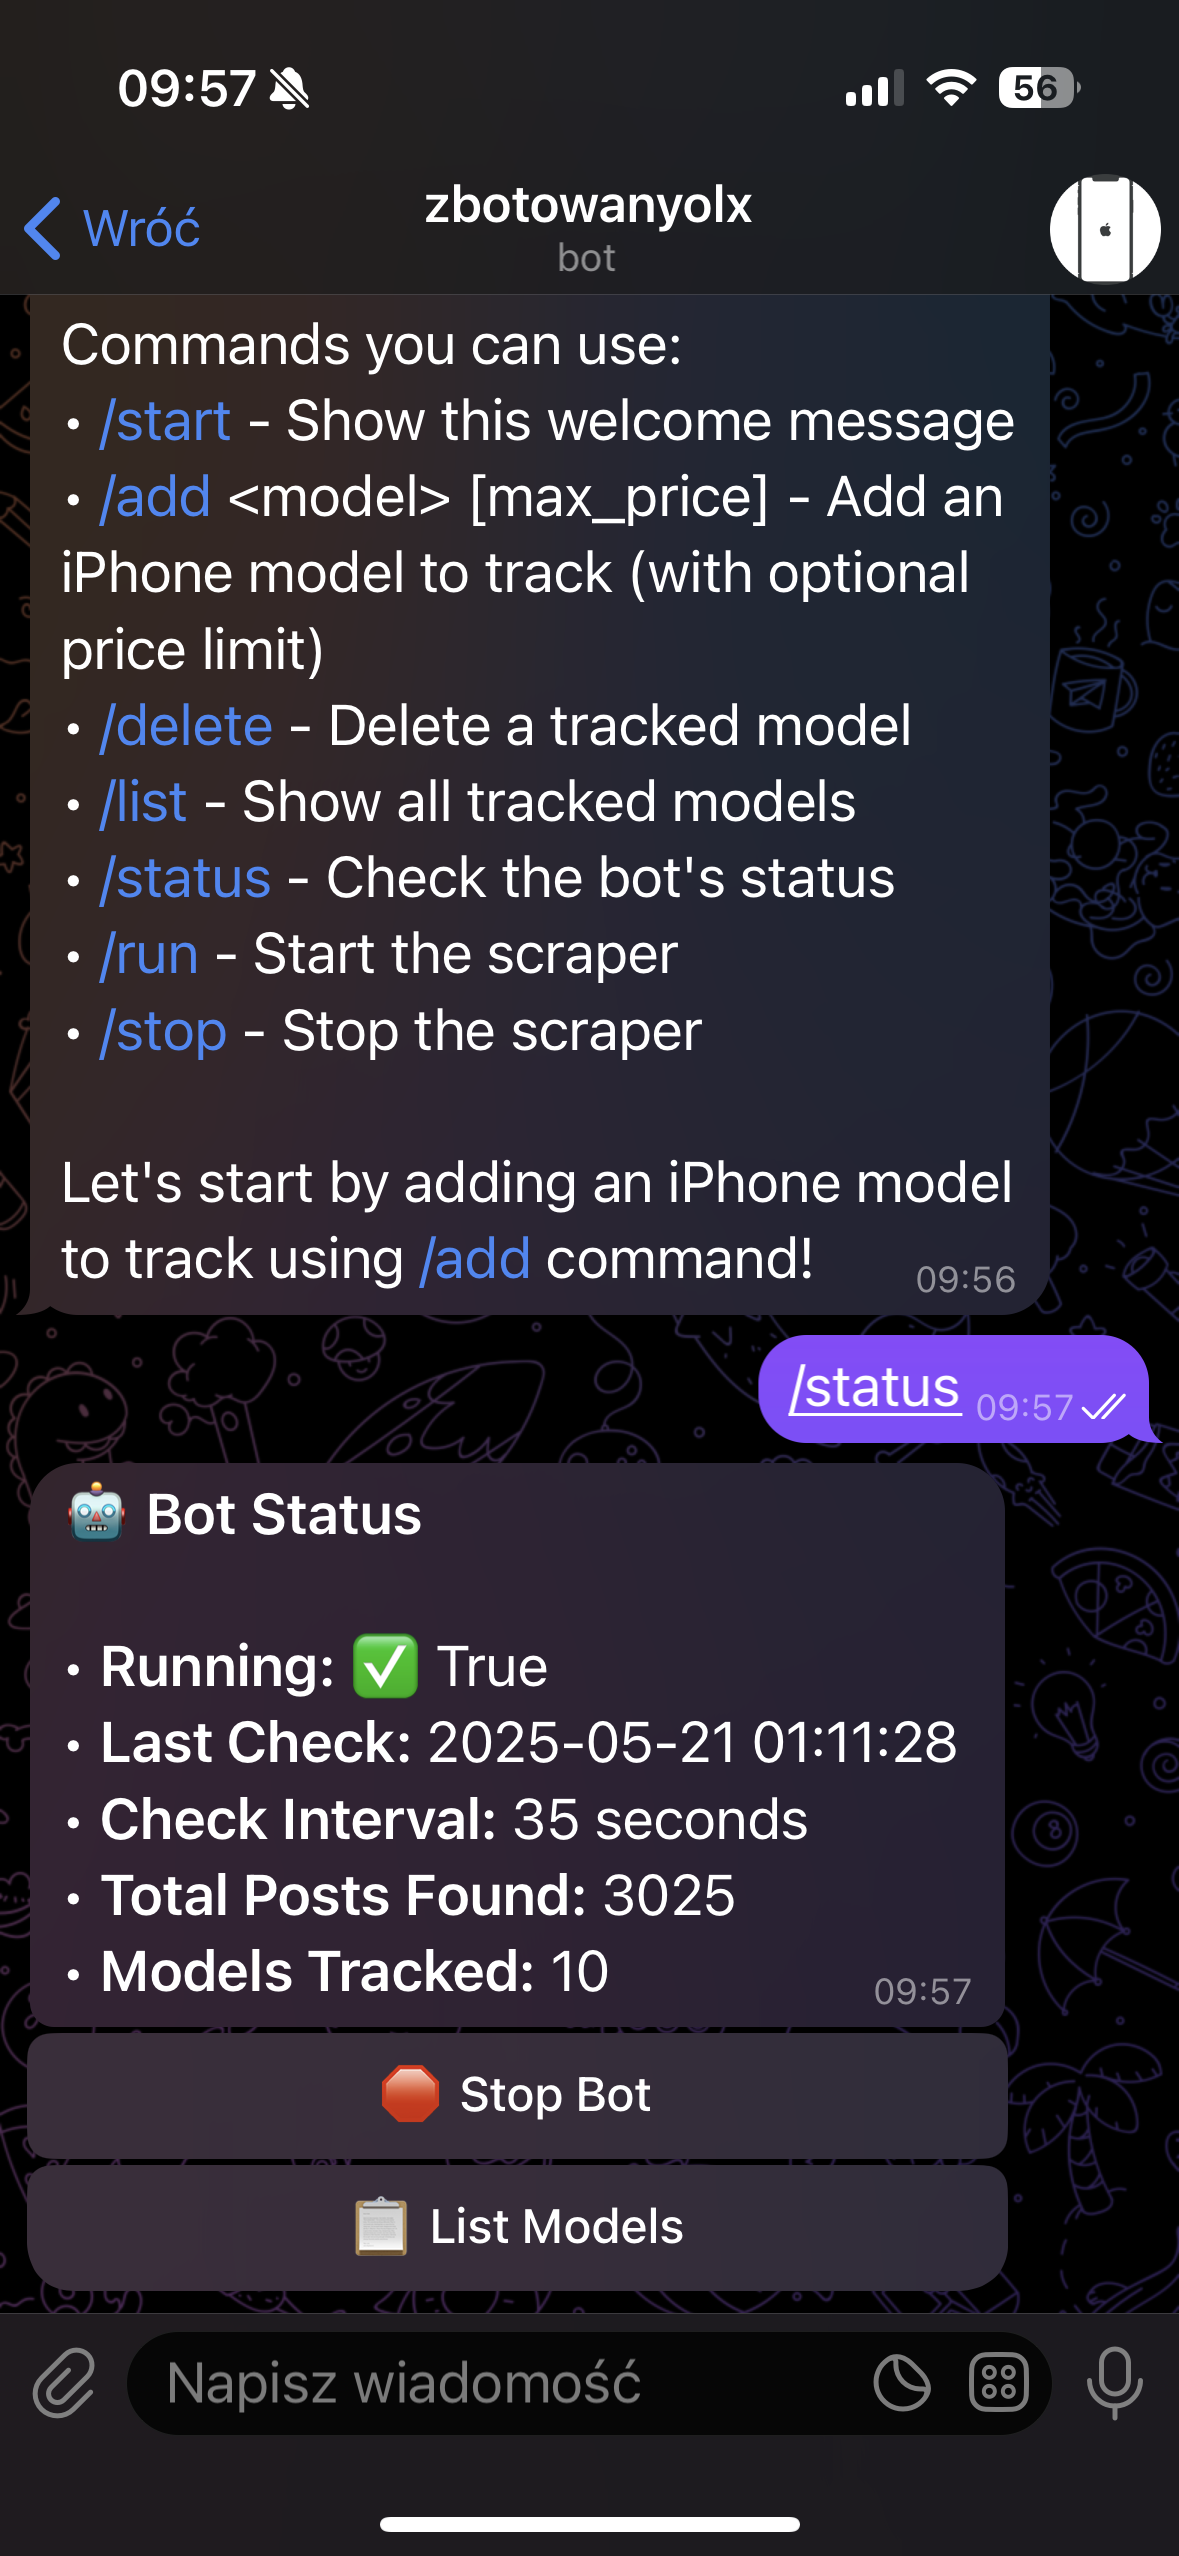 09:57
56
Wróć
zbotowanyolx
bot
Commands you can use:
• /start - Show this welcome message
• /add <model> [max_price] - Add an
iPhone model to track (with optional
price limit)
• /delete - Delete a tracked model
• /list - Show all tracked models
• /status - Check the bot's status
• /run - Start the scraper
• /stop - Stop the scraper
Let's start by adding an iPhone model
to track using /add command!
09:56
/status 09:57
🤖 Bot Status
• Running: ✅ True
• Last Check: 2025-05-21 01:11:28
• Check Interval: 35 seconds
• Total Posts Found: 3025
• Models Tracked: 10
09:57
🛑 Stop Bot
📋 List Models
Napisz wiadomość